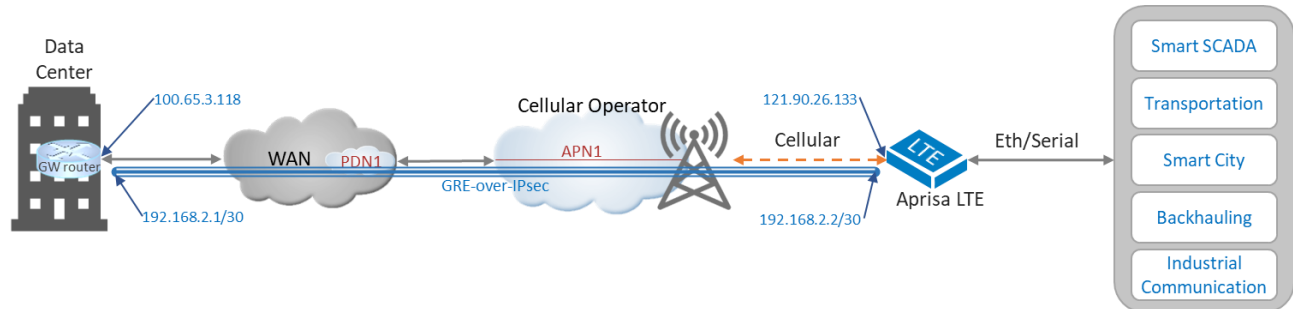 Data
Center
100.65.3.118
GW router
192.168.2.1/30
WAN
PDN1
GRE-over-IPsec
Cellular Operator
APN1
Cellular
121.90.26.133
LTE
Aprisa LTE
192.168.2.2/30
Eth/Serial
Smart SCADA
Transportation
Smart City
Backhauling
Industrial
Communication